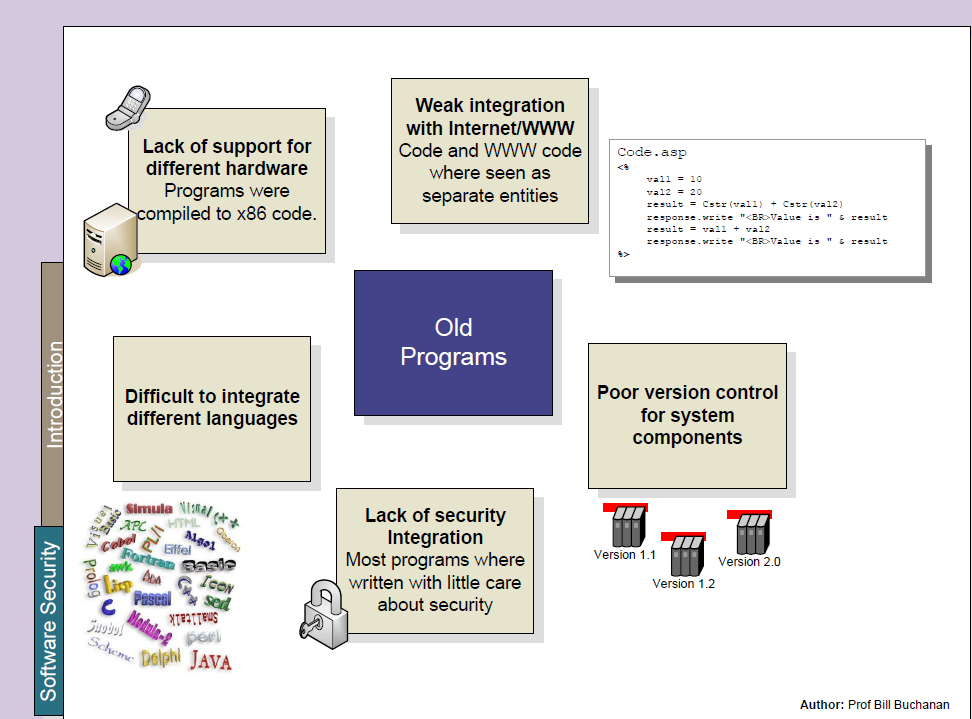 Lack of support for
different hardware
Programs were
compiled to x86 code.
Weak integration
with Internet/WWW
Code and WWW code
where seen as
separate entities
Code.asp
<%
val1 = 10
val2 = 20
result = Cstr(val1) + Cstr(val2)
response.write "<BR>Value is " & result
result = val1 + val2
response.write "<BR>Value is " & result
%>
Old
Programs
Difficult to integrate
different languages
Poor version control
for system
components
Lack of security
Integration
Most programs where
written with little care
about security
Version 1.1
Version 1.2
Version 2.0
Visual Basic
Simula
Visual C++
APC
HTML
Oberon
Cobol
PL/I
Eiffel
Algol
Fortran
Basic
Prolog
awk
Lisp
Ada
C++
Icon
Pascal
sed
C
Modula-2
Smalltalk
Snobol
perl
Scheme
Delphi
JAVA
Introduction
Software Security
Author: Prof Bill Buchanan